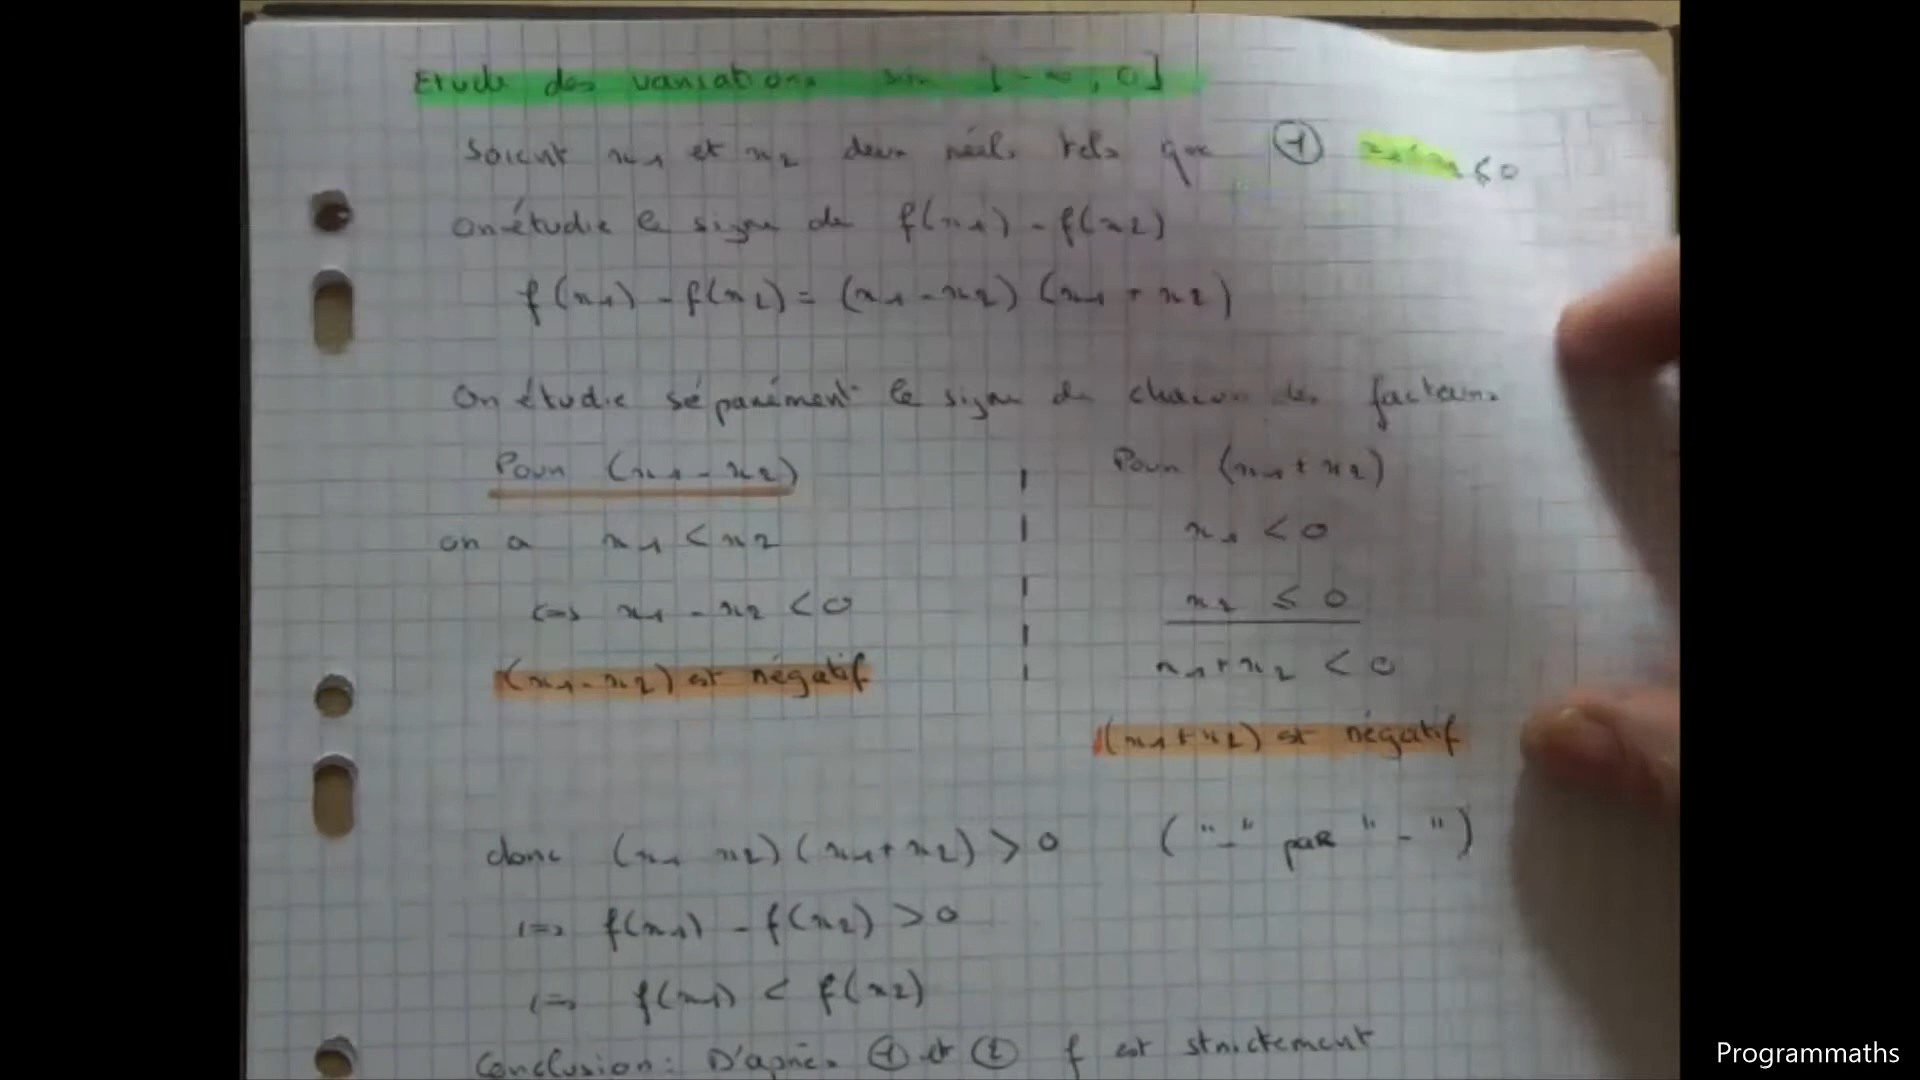 Etude des variations sur [-∞, 0]
Soient x1 et x2 deux réels tels que ① x1<x2 ≤ 0
On étudie le signe de f(x1) - f(x2)
f(x1) - f(x2) = (x1 - x2) (x1 + x2)
On étudie séparément le signe de chacun des facteurs
Pour (x1 - x2)
on a x1 < x2
<=> x1 - x2 < 0
(x1 - x2) est négatif
Pour (x1 + x2)
x1 < 0
x2 ≤ 0
x1 + x2 < 0
(x1 + x2) est négatif
donc (x1 x2) (x1 + x2) > 0 ("-" par "-")
<=> f(x1) - f(x2) > 0
<=> f(x1) < f(x2)
Conclusion : D'après ① et ② f est strictement
Programmaths